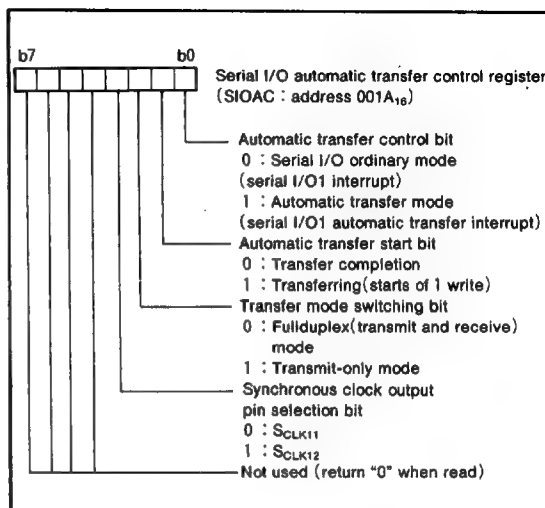 b7 b0
Serial I/O automatic transfer control register
(SIOAC : address 001A₁₆)
Automatic transfer control bit
0 : Serial I/O ordinary mode
(serial I/O1 interrupt)
1 : Automatic transfer mode
(serial I/O1 automatic transfer interrupt)
Automatic transfer start bit
0 : Transfer completion
1 : Transferring(starts of 1 write)
Transfer mode switching bit
0 : Fullduplex(transmit and receive)
mode
1 : Transmit-only mode
Synchronous clock output
pin selection bit
0 : SCLK11
1 : SCLK12
Not used (return "0" when read)